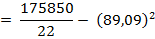 = 175850/22 − (89,09)²